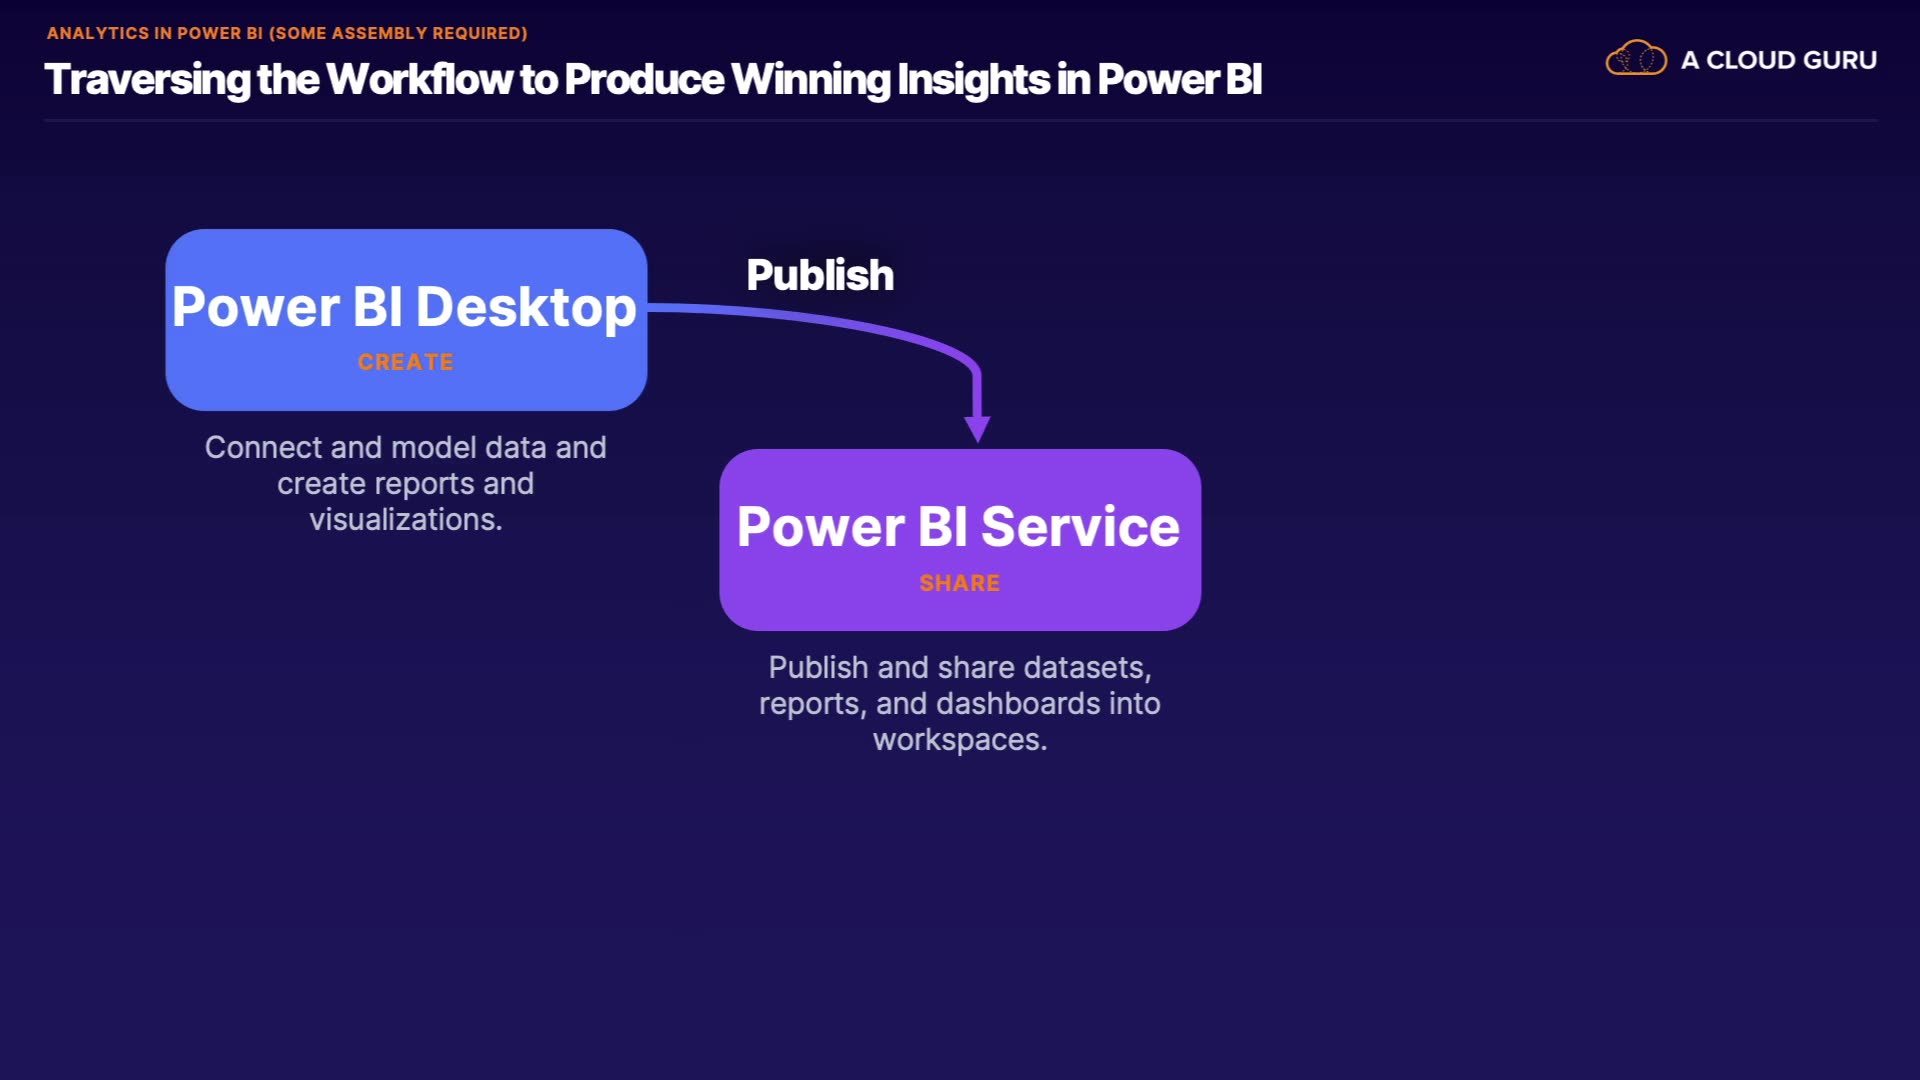 ANALYTICS IN POWER BI (SOME ASSEMBLY REQUIRED)
Traversing the Workflow to Produce Winning Insights in Power BI
A CLOUD GURU
Power BI Desktop
CREATE
Connect and model data and
create reports and
visualizations.
Publish
Power BI Service
SHARE
Publish and share datasets,
reports, and dashboards into
workspaces.